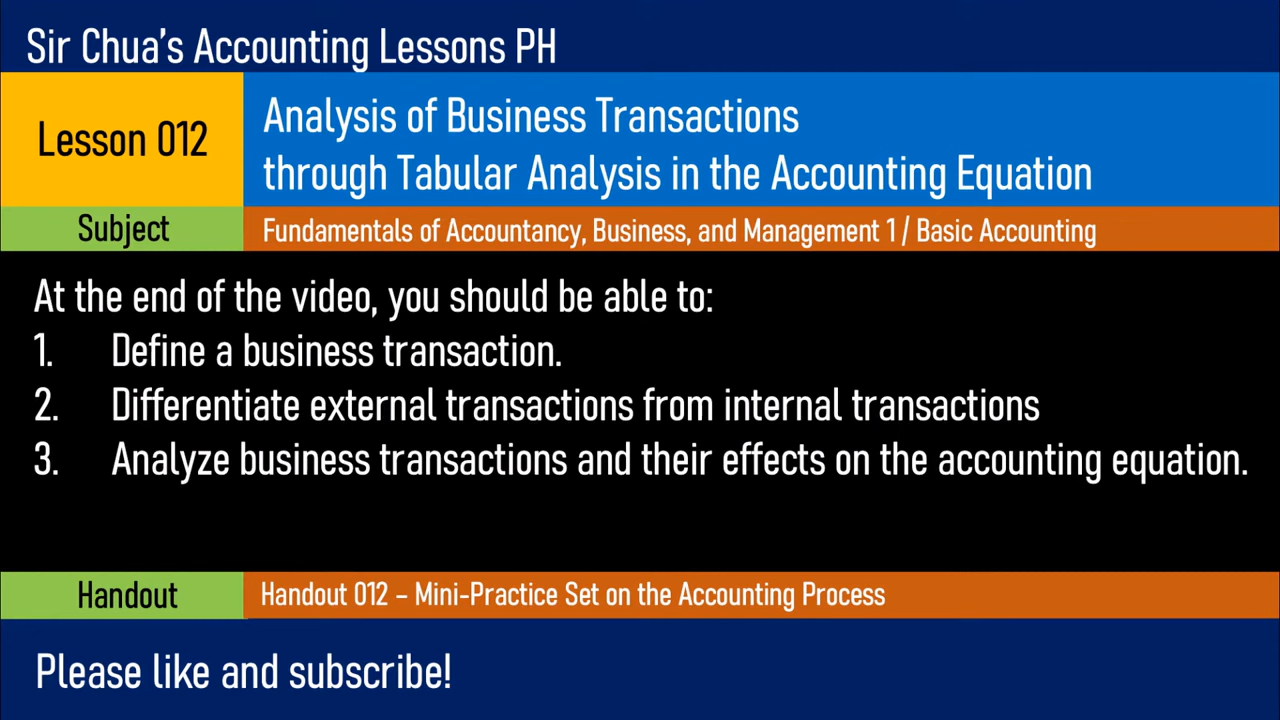 Sir Chua's Accounting Lessons PH
Lesson 012
Analysis of Business Transactions
through Tabular Analysis in the Accounting Equation
Subject
Fundamentals of Accountancy, Business, and Management 1 / Basic Accounting
At the end of the video, you should be able to:
1. Define a business transaction.
2. Differentiate external transactions from internal transactions
3. Analyze business transactions and their effects on the accounting equation.
Handout
Handout 012 – Mini-Practice Set on the Accounting Process
Please like and subscribe!